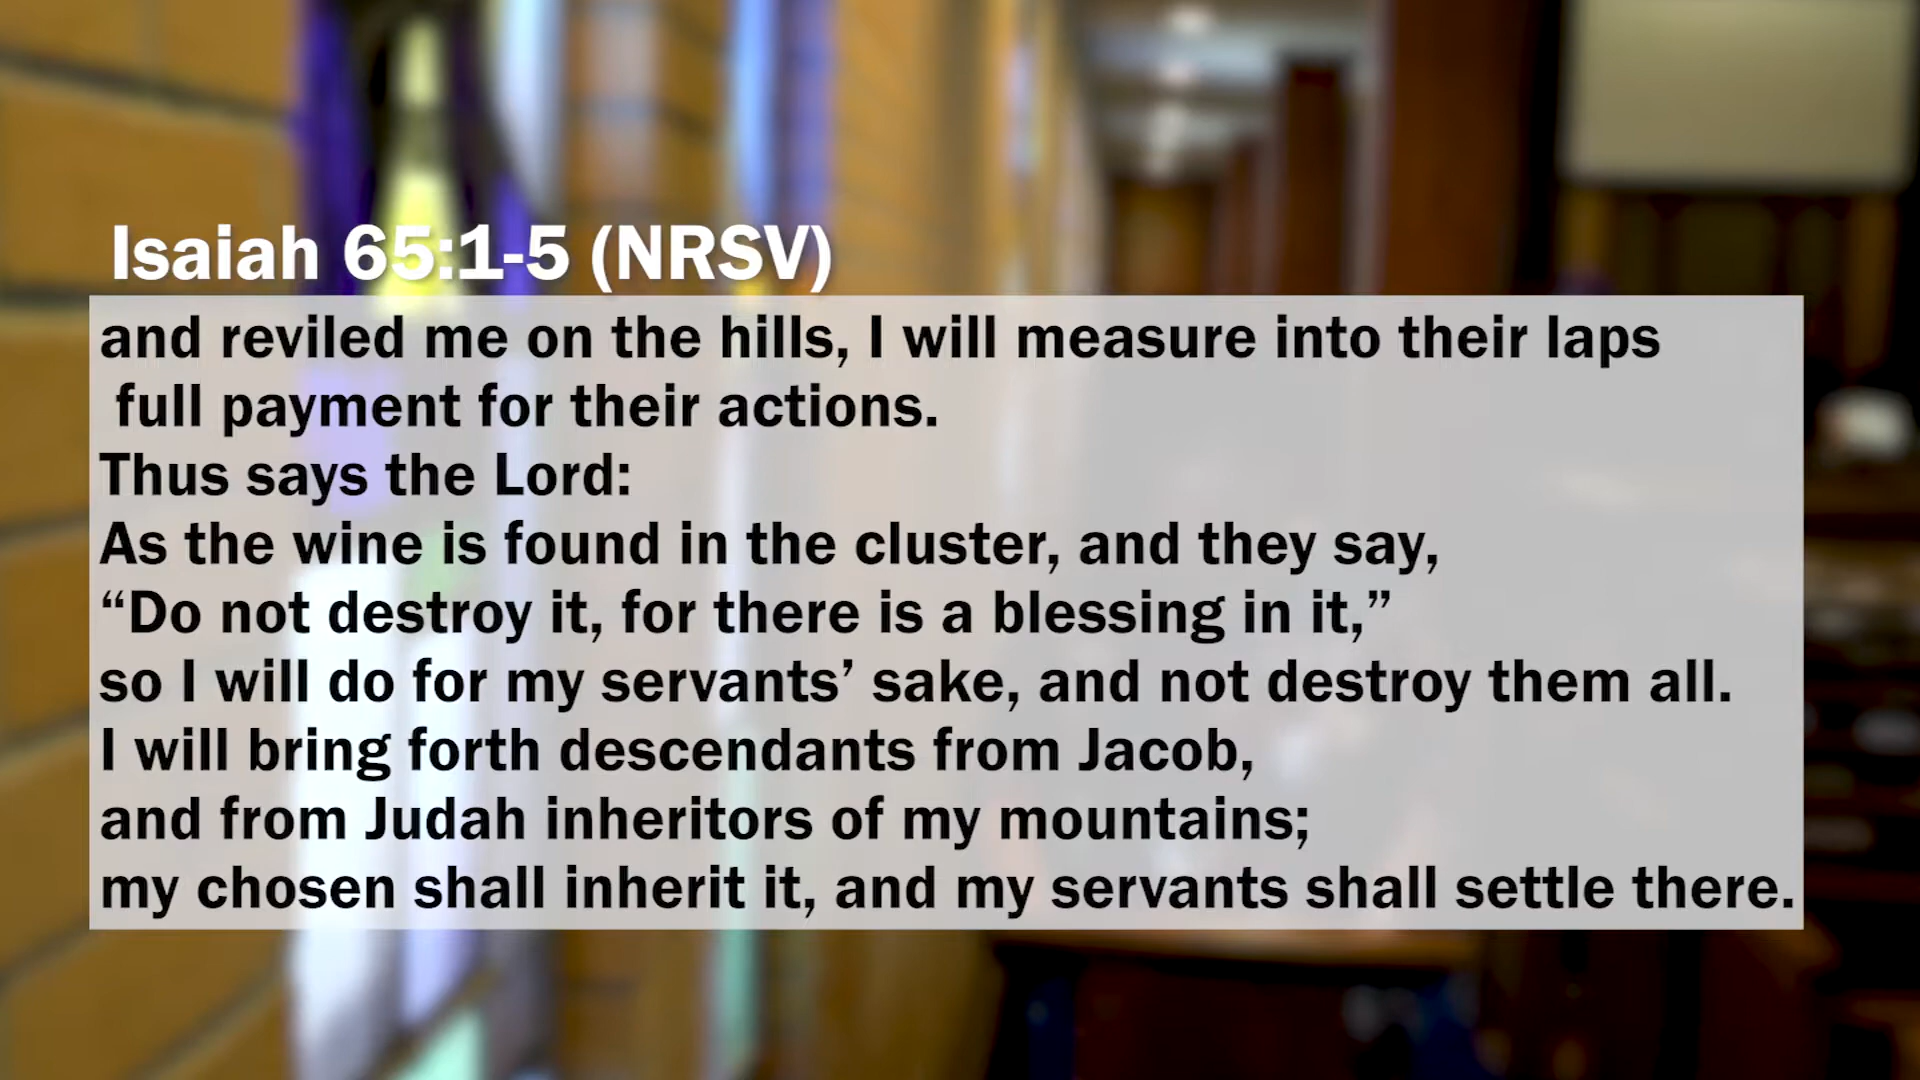 Isaiah 65:1-5 (NRSV)
and reviled me on the hills, I will measure into their laps
full payment for their actions.
Thus says the Lord:
As the wine is found in the cluster, and they say,
“Do not destroy it, for there is a blessing in it,”
so I will do for my servants’ sake, and not destroy them all.
I will bring forth descendants from Jacob,
and from Judah inheritors of my mountains;
my chosen shall inherit it, and my servants shall settle there.